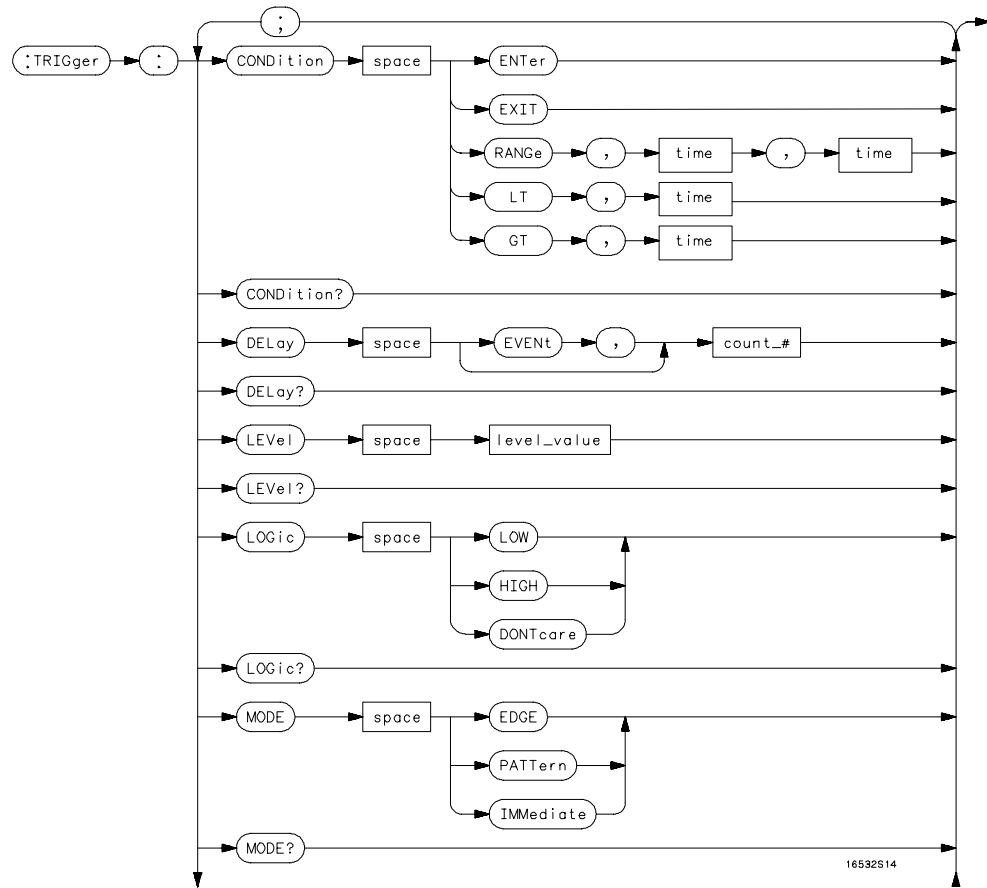 ;
:TRIGger : CONDition space ENTer
EXIT
RANGe , time , time
LT , time
GT , time
CONDition?
DELay space EVENt , count_#
DELay?
LEVel space level_value
LEVel?
LOGic space LOW
HIGH
DONTcare
LOGic?
MODE space EDGE
PATTern
IMMediate
MODE?
16532S14